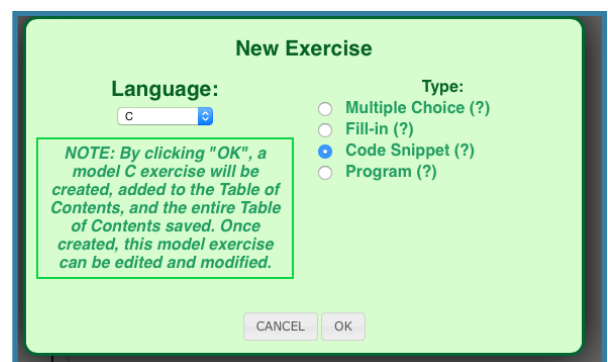 New Exercise
Language:
C
NOTE: By clicking "OK", a
model C exercise will be
created, added to the Table of
Contents, and the entire Table
of Contents saved. Once
created, this model exercise
can be edited and modified.
Type:
Multiple Choice (?)
Fill-in (?)
Code Snippet (?)
Program (?)
CANCEL
OK